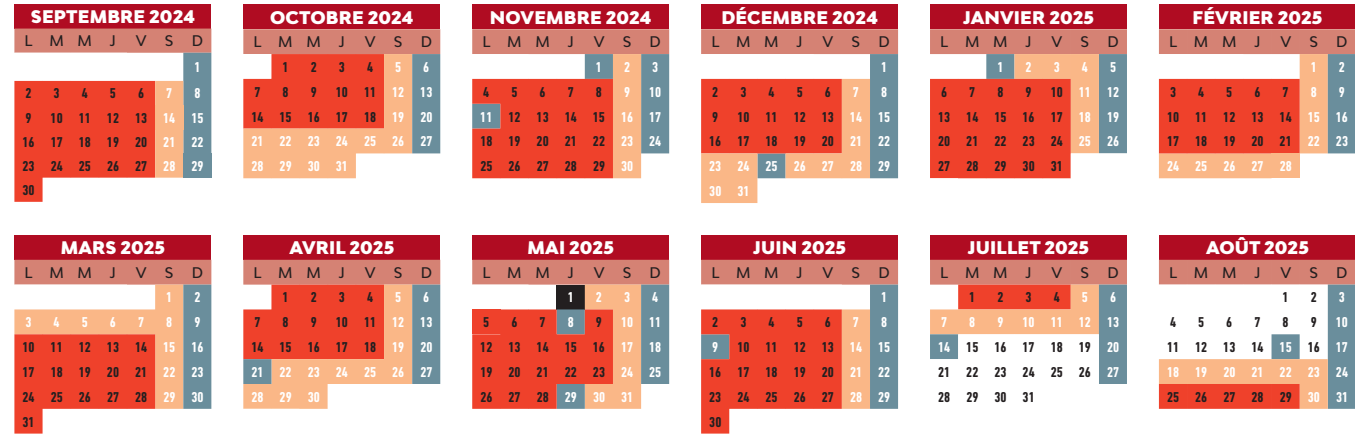 SEPTEMBRE 2024
L M M J V S D
1
2 3 4 5 6 7 8
9 10 11 12 13 14 15
16 17 18 19 20 21 22
23 24 25 26 27 28 29
30
OCTOBRE 2024
L M M J V S D
1 2 3 4 5 6
7 8 9 10 11 12 13
14 15 16 17 18 19 20
21 22 23 24 25 26 27
28 29 30 31
NOVEMBRE 2024
L M M J V S D
1 2 3
4 5 6 7 8 9 10
11 12 13 14 15 16 17
18 19 20 21 22 23 24
25 26 27 28 29 30
DÉCEMBRE 2024
L M M J V S D
1
2 3 4 5 6 7 8
9 10 11 12 13 14 15
16 17 18 19 20 21 22
23 24 25 26 27 28 29
30 31
JANVIER 2025
L M M J V S D
1 2 3 4 5
6 7 8 9 10 11 12
13 14 15 16 17 18 19
20 21 22 23 24 25 26
27 28 29 30 31
FÉVRIER 2025
L M M J V S D
1 2
3 4 5 6 7 8 9
10 11 12 13 14 15 16
17 18 19 20 21 22 23
24 25 26 27 28
MARS 2025
L M M J V S D
1 2
3 4 5 6 7 8 9
10 11 12 13 14 15 16
17 18 19 20 21 22 23
24 25 26 27 28 29 30
31
AVRIL 2025
L M M J V S D
1 2 3 4 5 6
7 8 9 10 11 12 13
14 15 16 17 18 19 20
21 22 23 24 25 26 27
28 29 30
MAI 2025
L M M J V S D
1 2 3 4
5 6 7 8 9 10 11
12 13 14 15 16 17 18
19 20 21 22 23 24 25
26 27 28 29 30 31
JUIN 2025
L M M J V S D
1
2 3 4 5 6 7 8
9 10 11 12 13 14 15
16 17 18 19 20 21 22
23 24 25 26 27 28 29
30
JUILLET 2025
L M M J V S D
1 2 3 4 5 6
7 8 9 10 11 12 13
14 15 16 17 18 19 20
21 22 23 24 25 26 27
28 29 30 31
AOÛT 2025
L M M J V S D
1 2 3
4 5 6 7 8 9 10
11 12 13 14 15 16 17
18 19 20 21 22 23 24
25 26 27 28 29 30 31